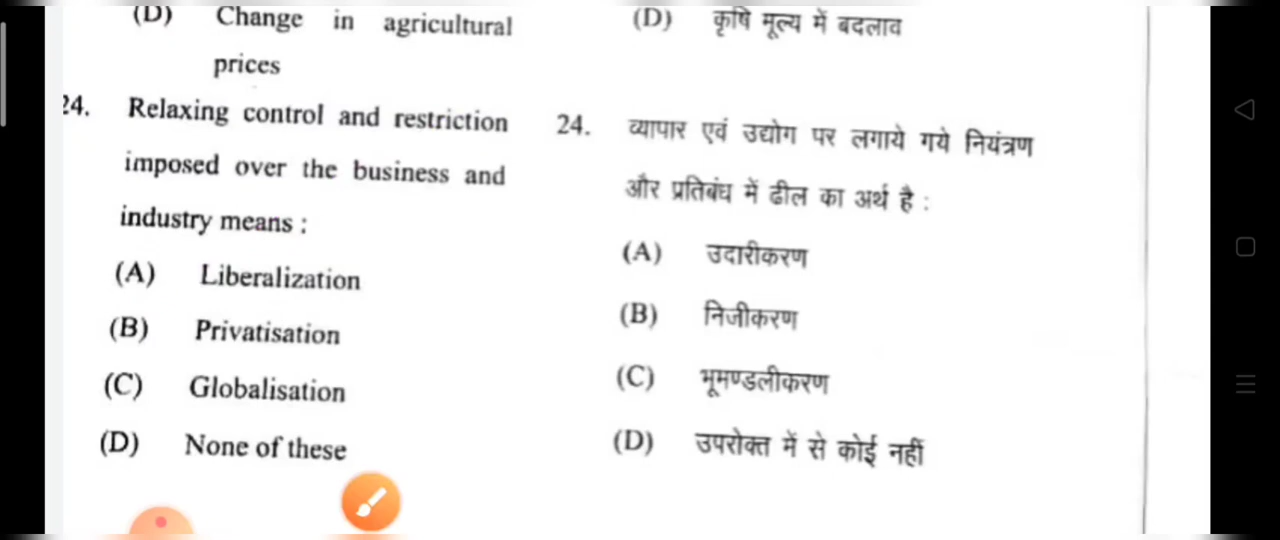 (D) Change in agricultural
prices
24. Relaxing control and restriction
imposed over the business and
industry means :
(A) Liberalization
(B) Privatisation
(C) Globalisation
(D) None of these
(D) कृषि मूल्य में बदलाव
24. व्यापार एवं उद्योग पर लगाये गये नियंत्रण
और प्रतिबंध में ढील का अर्थ है :
(A) उदारीकरण
(B) निजीकरण
(C) भूमण्डलीकरण
(D) उपरोक्त में से कोई नहीं